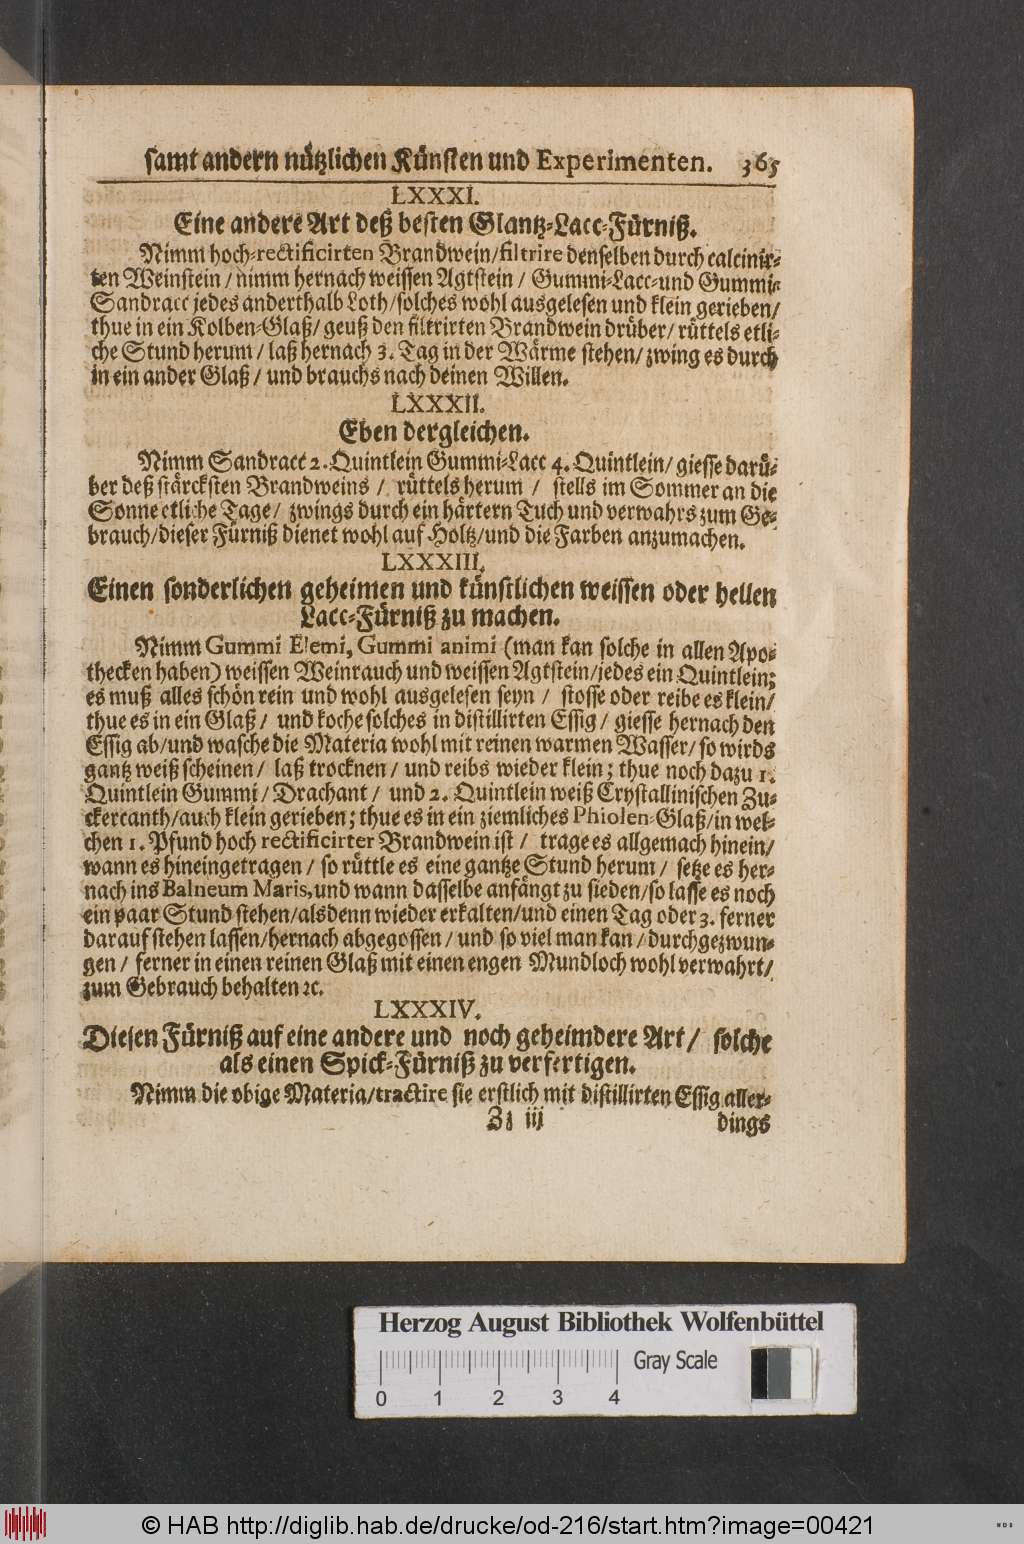 samt andern nützlichen Künsten und Experimenten. 365
LXXXI.
Eine andere Art deß besten Glantz-Lacc-Fürniß.
Nimm hoch-rectificirten Brandwein/filtrire denselben durch calcinir-
ten Weinstein / nimm hernach weissen Agtstein / Gummi-Lacc-und Gummi-
Sandracc jedes anderthalb Loth/solches wohl ausgelesen und klein gerieben/
thue in ein Kolben-Glaß/ geuß den filtrirten Brandwein drüber/ rüttels etli-
che Stund herum / laß hernach 3. Tag in der Wärme stehen/ zwing es durch
in ein ander Glaß / und brauchs nach deinen Willen.
LXXXII.
Eben dergleichen.
Nimm Sandracc 2. Quintlein Gummi-Lacc 4. Quintlein/ giesse darü-
ber deß stärcksten Brandweins / rüttels herum / stells im Sommer an die
Sonne etliche Tage/ zwings durch ein härtern Tuch und verwahrs zum Ge-
brauch/dieser Fürniß dienet wohl auf Holtz/und die Farben anzumachen.
LXXXIII.
Einen sonderlichen geheimen und künstlichen weissen oder hellen
Lacc-Fürniß zu machen.
Nimm Gummi Elemi, Gummi animi (man kan solche in allen Apo-
thecken haben) weissen Weinrauch und weissen Agtstein/jedes ein Quintlein;
es muß alles schön rein und wohl ausgelesen seyn / stosse oder reibe es klein/
thue es in ein Glaß / und koche solches in distillirten Essig / giesse hernach den
Essig ab/und wasche die Materia wohl mit reinen warmen Wasser/ so wirds
gantz weiß scheinen / laß trocknen / und reibs wieder klein; thue noch dazu 1.
Quintlein Gummi / Drachant / und 2. Quintlein weiß Crystallinischen Zu-
ckercanth/auch klein gerieben; thue es in ein ziemliches Phiolen-Glaß/in wel-
chen 1. Pfund hoch rectificirter Brandwein ist / trage es allgemach hinein/
wann es hineingetragen / so rüttle es eine gantze Stund herum / setze es her-
nach ins Balneum Maris, und wann dasselbe anfängt zu sieden/so lasse es noch
ein paar Stund stehen/alsdenn wieder erkalten/und einen Tag oder 3. ferner
darauf stehen lassen/hernach abgegossen / und so viel man kan / durchgezwun-
gen / ferner in einen reinen Glaß mit einen engen Mundloch wohl verwahrt/
zum Gebrauch behalten ꝛc.
LXXXIV.
Diesen Fürniß auf eine andere und noch geheimdere Art / solche
als einen Spick-Fürniß zu verfertigen.
Nimm die obige Materia/tractire sie erstlich mit distillirten Essig aller-
Zz iij dings
Herzog August Bibliothek Wolfenbüttel
Gray Scale
0 1 2 3 4
© HAB http://diglib.hab.de/drucke/od-216/start.htm?image=00421